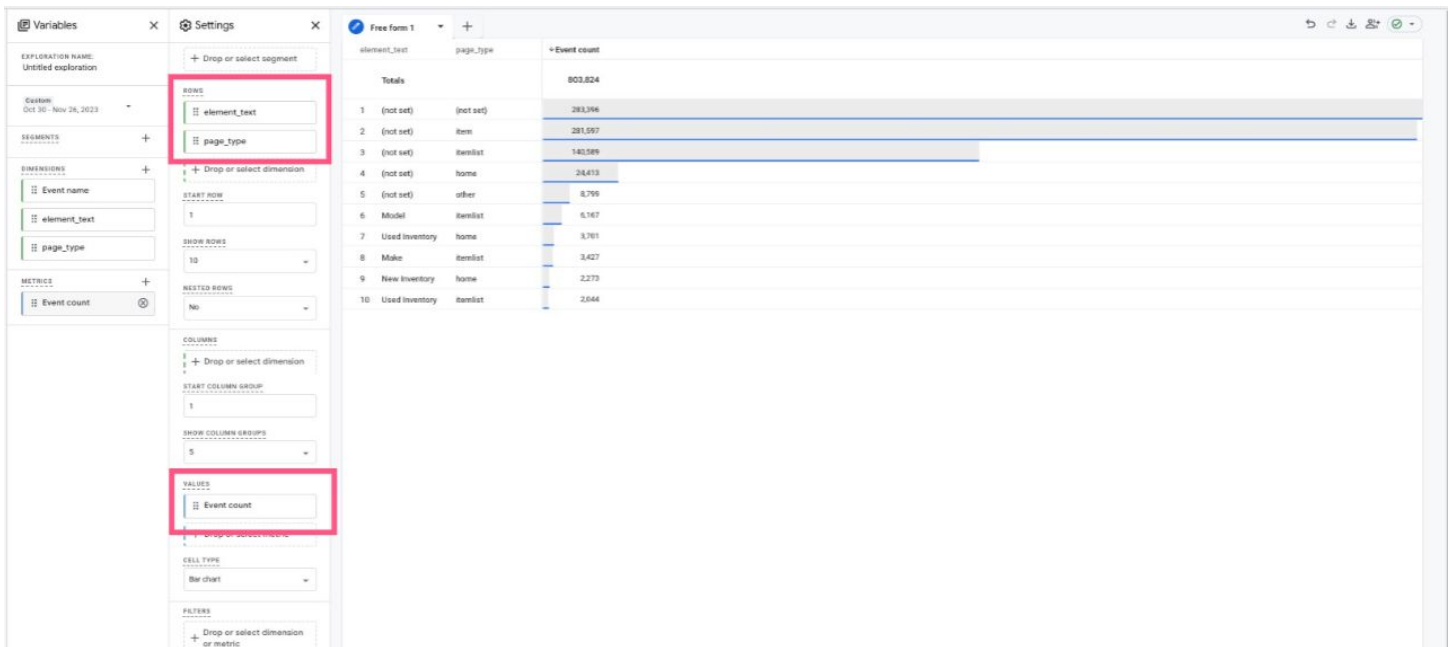 Variables
EXPLORATION NAME:
Untitled exploration
Custom
Oct 30 - Nov 26, 2023
SEGMENTS
DIMENSIONS
Event name
element_text
page_type
METRICS
Event count
Settings
Drop or select segment
ROWS
element_text
page_type
Drop or select dimension
START ROW
1
SHOW ROWS
10
NESTED ROWS
No
COLUMNS
Drop or select dimension
START COLUMN GROUP
1
SHOW COLUMN GROUPS
5
VALUES
Event count
Drop or select metric
CELL TYPE
Bar chart
FILTERS
Drop or select dimension
or metric
Free form 1
element_text page_type Event count
Totals 803,824
1 (not set) (not set) 283,396
2 (not set) item 281,597
3 (not set) itemlist 140,589
4 (not set) home 24,413
5 (not set) other 8,799
6 Model itemlist 6,167
7 Used Inventory home 3,701
8 Make itemlist 3,427
9 New Inventory home 2,273
10 Used Inventory itemlist 2,044